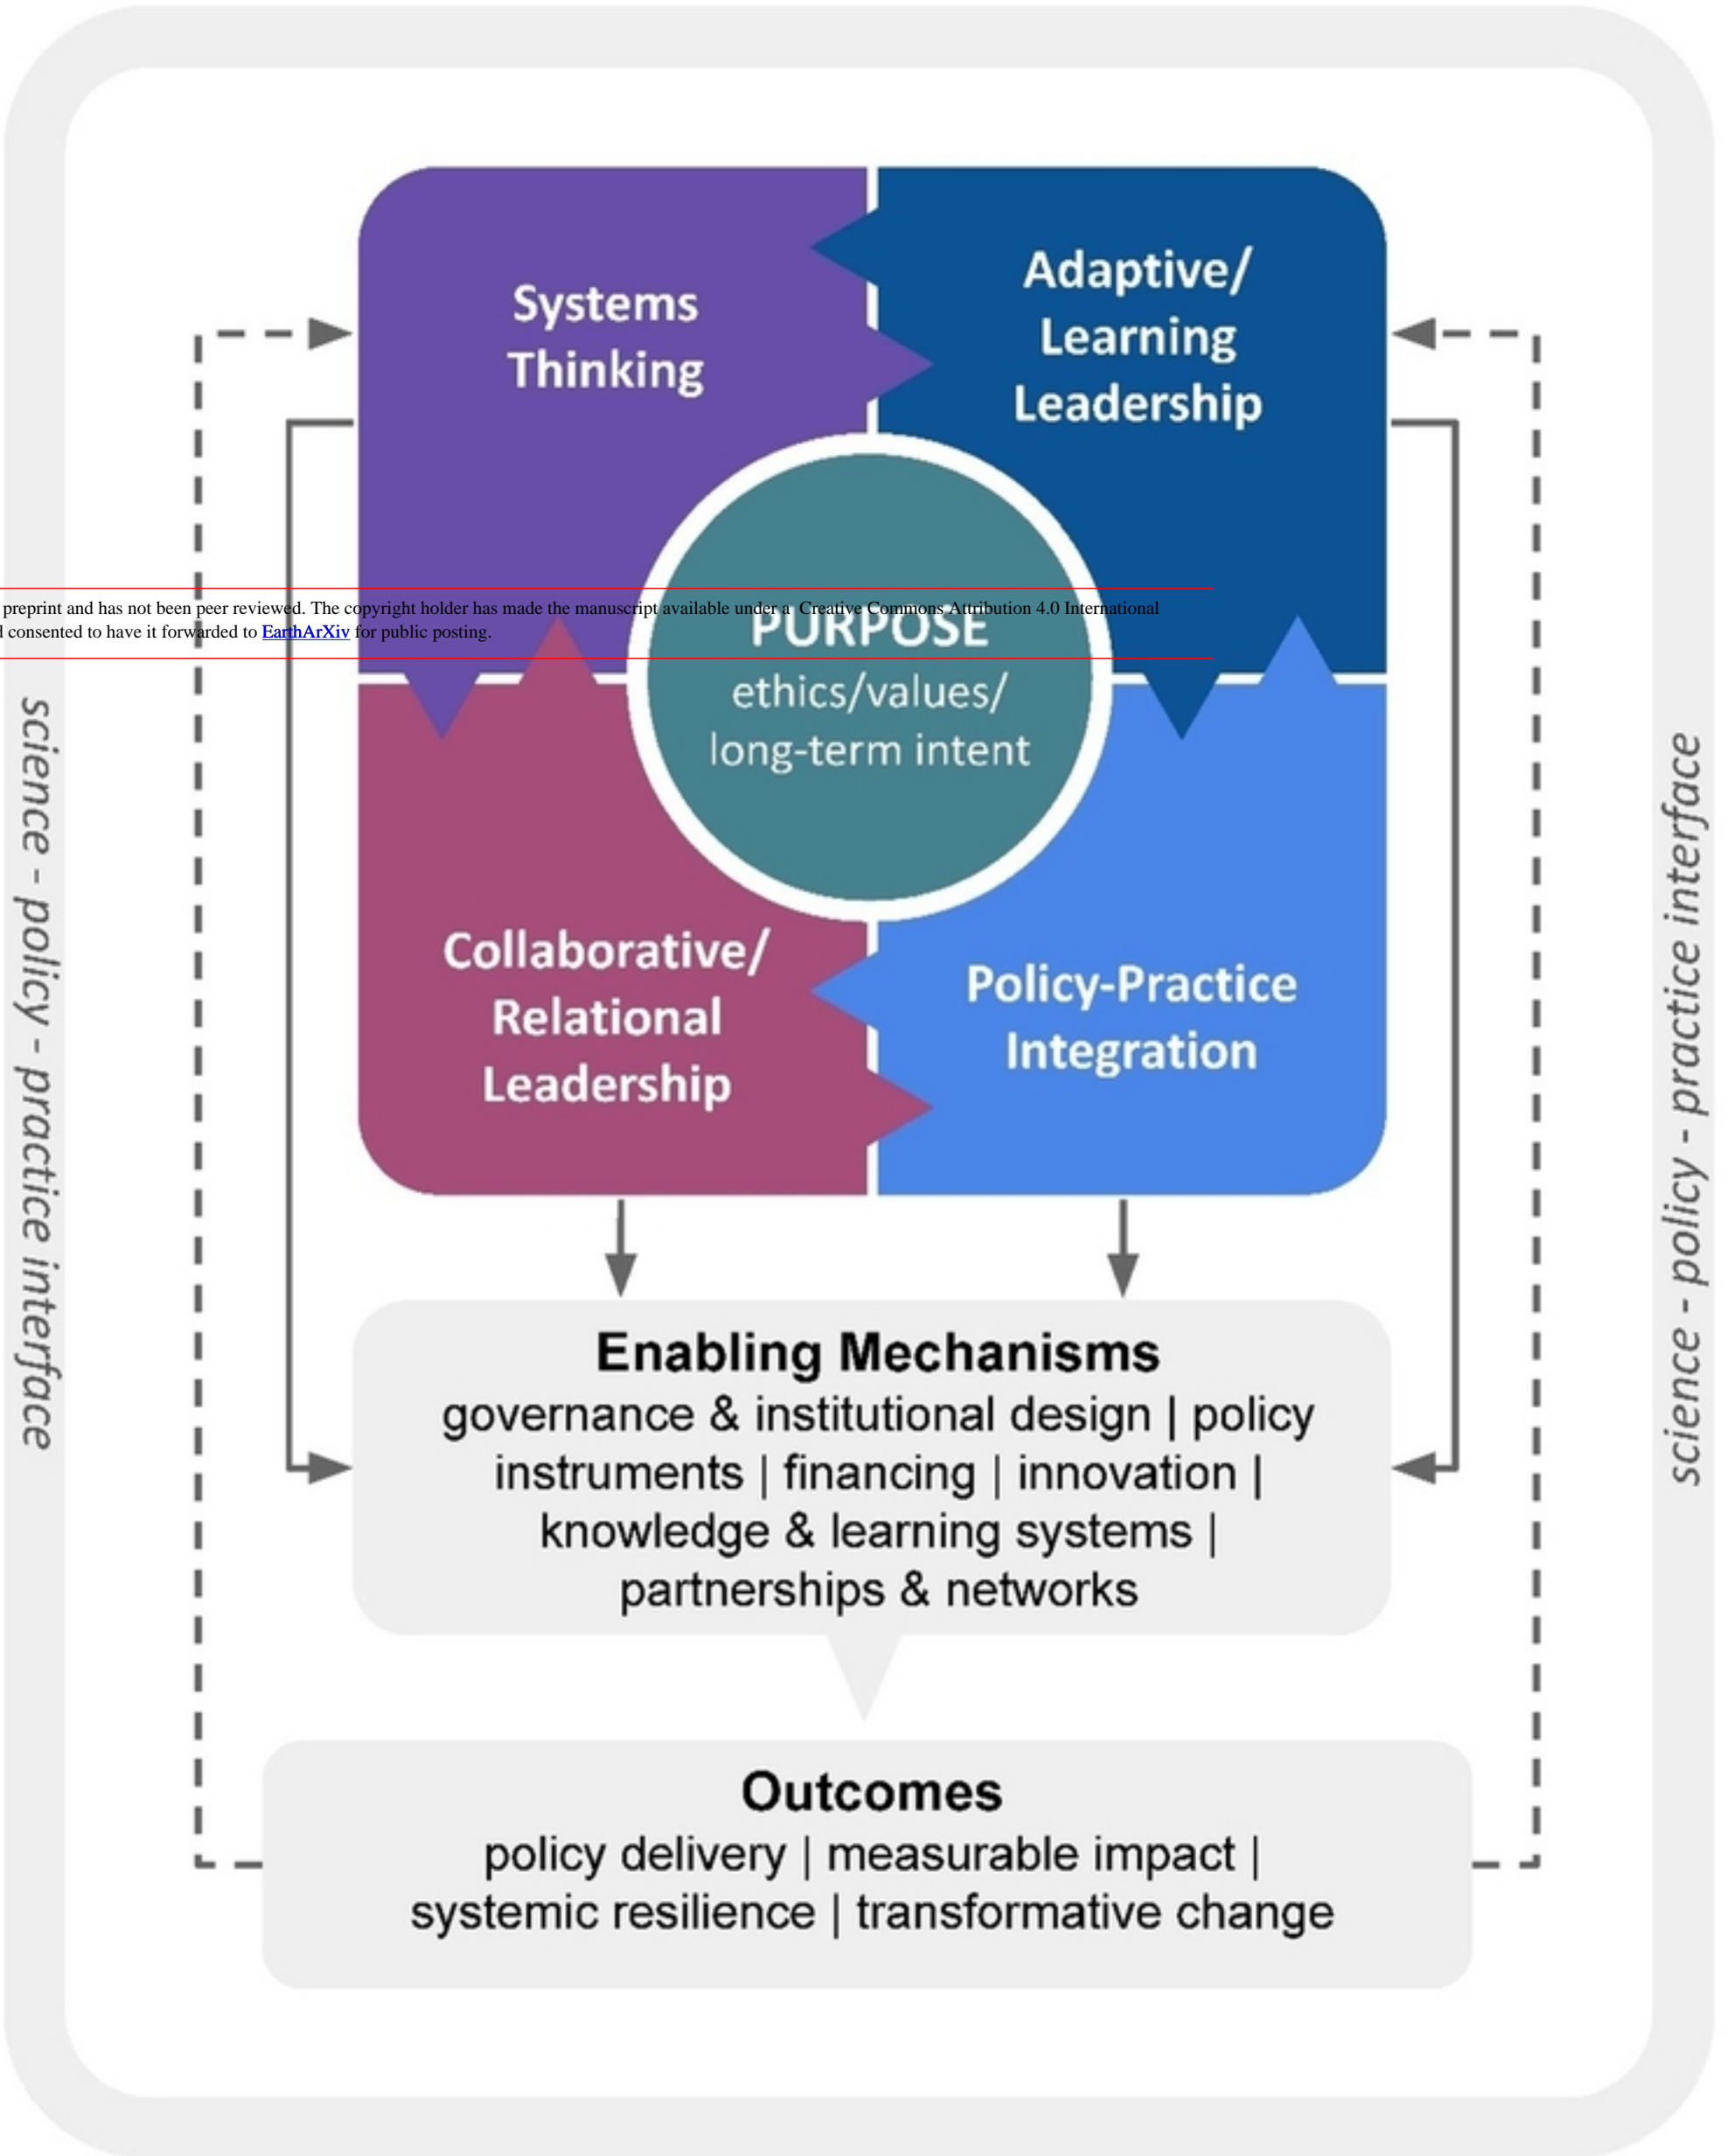 Systems
Thinking
Adaptive/
Learning
Leadership
preprint and has not been peer reviewed. The copyright holder has made the manuscript available under a Creative Commons Attribution 4.0 International
consented to have it forwarded to EarthArXiv for public posting.
PURPOSE
ethics/values/
long-term intent
Collaborative/
Relational
Leadership
Policy-Practice
Integration
science - policy - practice interface
science - policy - practice interface
Enabling Mechanisms
governance & institutional design | policy
instruments | financing | innovation |
knowledge & learning systems |
partnerships & networks
Outcomes
policy delivery | measurable impact |
systemic resilience | transformative change